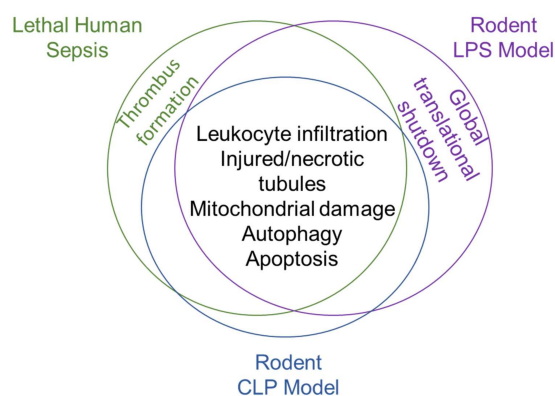 Lethal Human
Sepsis
Rodent
LPS Model
Thrombus
formation
Global
translational
shutdown
Leukocyte infiltration
Injured/necrotic
tubules
Mitochondrial damage
Autophagy
Apoptosis
Rodent
CLP Model